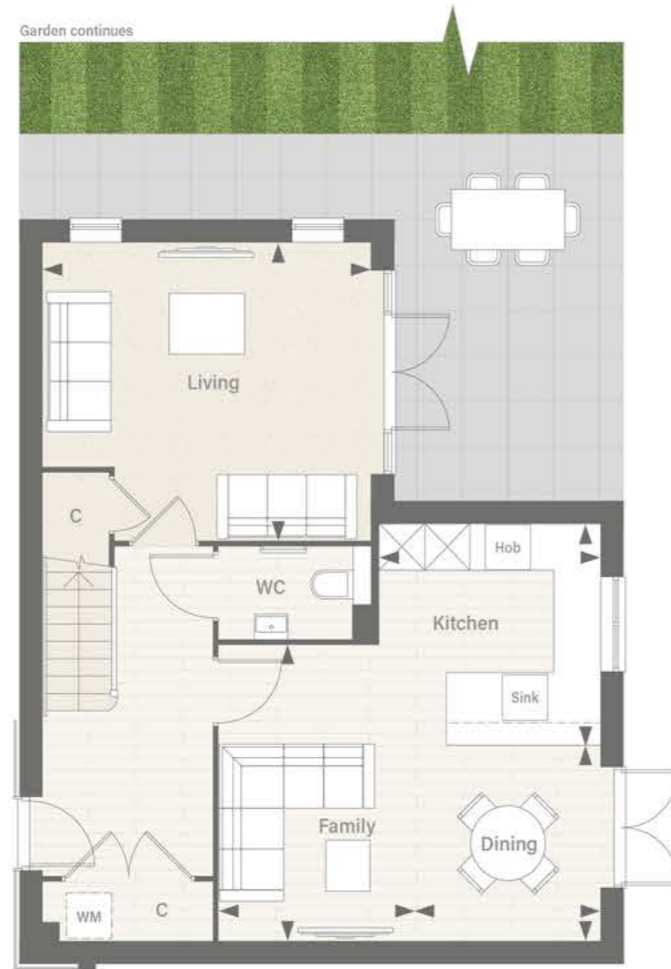 Garden continues
Living
C
Hob
WC
Kitchen
Sink
Family
Dining
WM
C